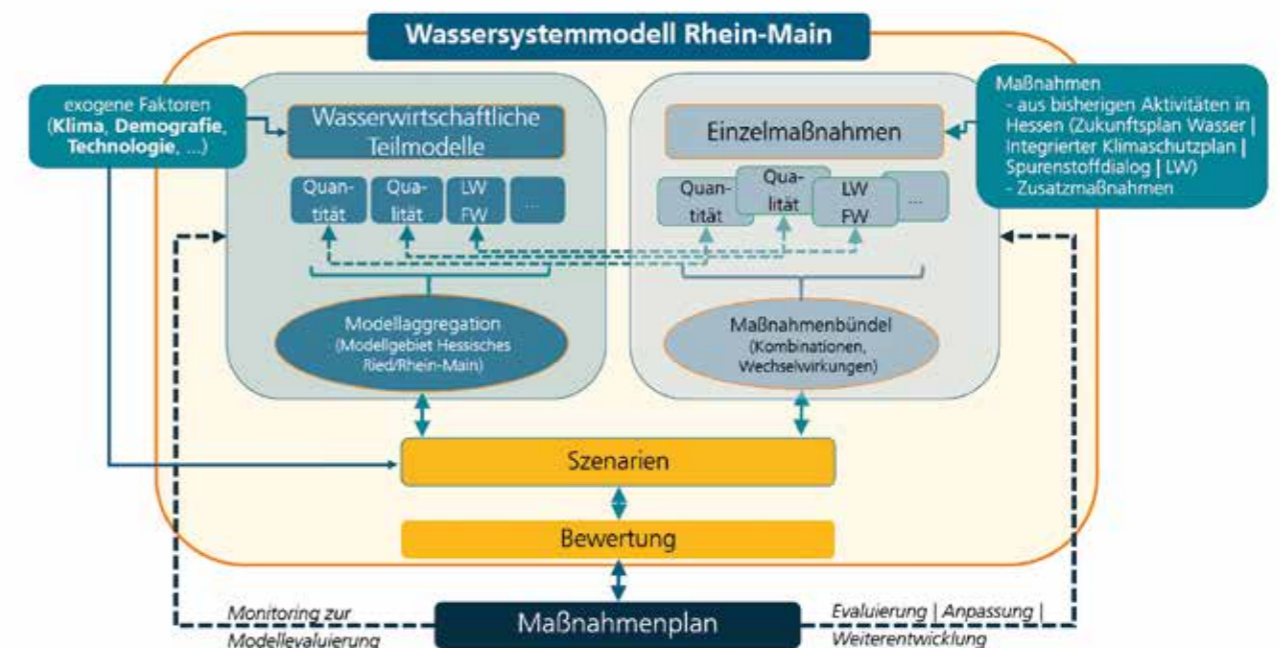 Wassersystemmodell Rhein-Main
exogene Faktoren
(Klima, Demografie,
Technologie, ...)
Wasserwirtschaftliche
Teilmodelle
Quan-
tität
Qua-
lität
LW
FW
...
Modellaggregation
(Modellgebiet Hessisches
Ried/Rhein-Main)
Einzelmaßnahmen
Quan-
tität
Qua-
lität
LW
FW
...
Maßnahmenbündel
(Kombinationen,
Wechselwirkungen)
Maßnahmen
- aus bisherigen Aktivitäten in
Hessen (Zukunftsplan Wasser |
Integrierter Klimaschutzplan |
Spurenstoffdialog | LW)
- Zusatzmaßnahmen
Szenarien
Bewertung
Monitoring zur
Modellevaluierung
Maßnahmenplan
Evaluierung | Anpassung |
Weiterentwicklung